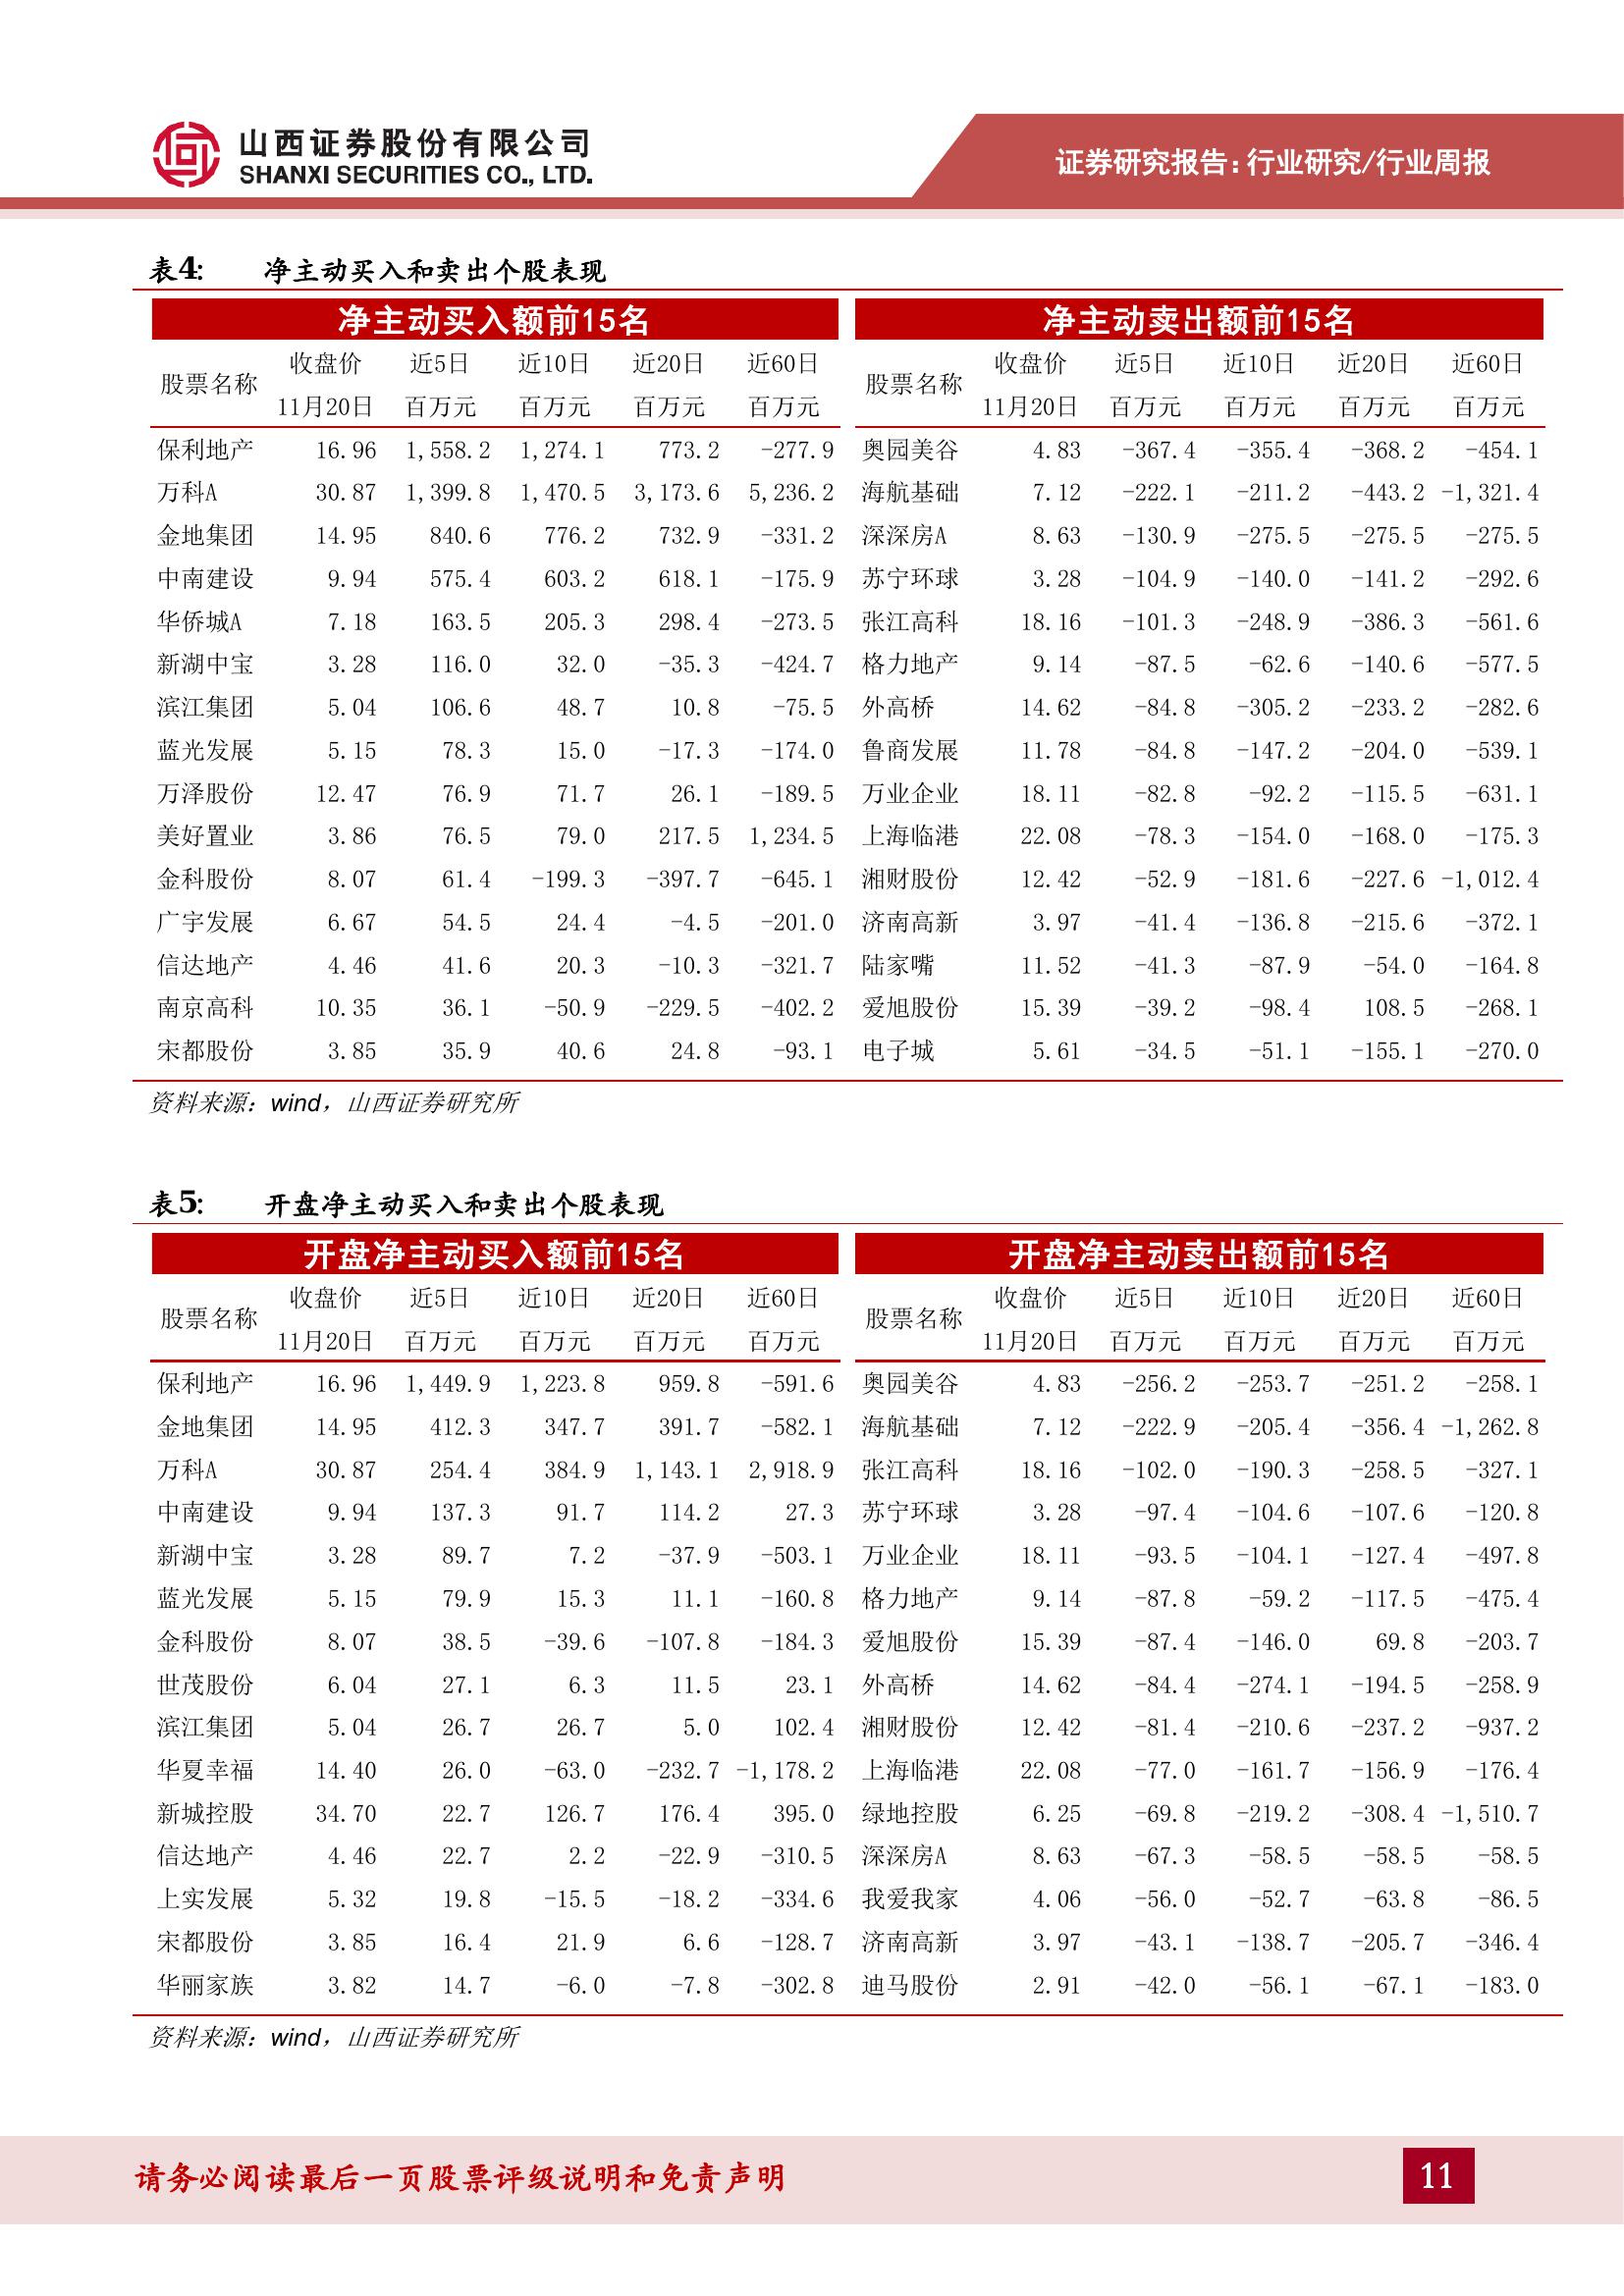 山西证券股份有限公司
SHANXI SECURITIES CO., LTD.
证券研究报告：行业研究/行业周报
表4: 净主动买入和卖出个股表现
净主动买入额前15名 净主动卖出额前15名
股票名称 收盘价 近5日 近10日 近20日 近60日 股票名称 收盘价 近5日 近10日 近20日 近60日
11月20日 百万元 百万元 百万元 百万元 11月20日 百万元 百万元 百万元 百万元
保利地产 16.96 1,558.2 1,274.1 773.2 -277.9 奥园美谷 4.83 -367.4 -355.4 -368.2 -454.1
万科A 30.87 1,399.8 1,470.5 3,173.6 5,236.2 海航基础 7.12 -222.1 -211.2 -443.2 -1,321.4
金地集团 14.95 840.6 776.2 732.9 -331.2 深深房A 8.63 -130.9 -275.5 -275.5 -275.5
中南建设 9.94 575.4 603.2 618.1 -175.9 苏宁环球 3.28 -104.9 -140.0 -141.2 -292.6
华侨城A 7.18 163.5 205.3 298.4 -273.5 张江高科 18.16 -101.3 -248.9 -386.3 -561.6
新湖中宝 3.28 116.0 32.0 -35.3 -424.7 格力地产 9.14 -87.5 -62.6 -140.6 -577.5
滨江集团 5.04 106.6 48.7 10.8 -75.5 外高桥 14.62 -84.8 -305.2 -233.2 -282.6
蓝光发展 5.15 78.3 15.0 -17.3 -174.0 鲁商发展 11.78 -84.8 -147.2 -204.0 -539.1
万泽股份 12.47 76.9 71.7 26.1 -189.5 万业企业 18.11 -82.8 -92.2 -115.5 -631.1
美好置业 3.86 76.5 79.0 217.5 1,234.5 上海临港 22.08 -78.3 -154.0 -168.0 -175.3
金科股份 8.07 61.4 -199.3 -397.7 -645.1 湘财股份 12.42 -52.9 -181.6 -227.6 -1,012.4
广宇发展 6.67 54.5 24.4 -4.5 -201.0 济南高新 3.97 -41.4 -136.8 -215.6 -372.1
信达地产 4.46 41.6 20.3 -10.3 -321.7 陆家嘴 11.52 -41.3 -87.9 -54.0 -164.8
南京高科 10.35 36.1 -50.9 -229.5 -402.2 爱旭股份 15.39 -39.2 -98.4 108.5 -268.1
宋都股份 3.85 35.9 40.6 24.8 -93.1 电子城 5.61 -34.5 -51.1 -155.1 -270.0
资料来源：wind，山西证券研究所
表5: 开盘净主动买入和卖出个股表现
开盘净主动买入额前15名 开盘净主动卖出额前15名
股票名称 收盘价 近5日 近10日 近20日 近60日 股票名称 收盘价 近5日 近10日 近20日 近60日
11月20日 百万元 百万元 百万元 百万元 11月20日 百万元 百万元 百万元 百万元
保利地产 16.96 1,449.9 1,223.8 959.8 -591.6 奥园美谷 4.83 -256.2 -253.7 -251.2 -258.1
金地集团 14.95 412.3 347.7 391.7 -582.1 海航基础 7.12 -222.9 -205.4 -356.4 -1,262.8
万科A 30.87 254.4 384.9 1,143.1 2,918.9 张江高科 18.16 -102.0 -190.3 -258.5 -327.1
中南建设 9.94 137.3 91.7 114.2 27.3 苏宁环球 3.28 -97.4 -104.6 -107.6 -120.8
新湖中宝 3.28 89.7 7.2 -37.9 -503.1 万业企业 18.11 -93.5 -104.1 -127.4 -497.8
蓝光发展 5.15 79.9 15.3 11.1 -160.8 格力地产 9.14 -87.8 -59.2 -117.5 -475.4
金科股份 8.07 38.5 -39.6 -107.8 -184.3 爱旭股份 15.39 -87.4 -146.0 69.8 -203.7
世茂股份 6.04 27.1 6.3 11.5 23.1 外高桥 14.62 -84.4 -274.1 -194.5 -258.9
滨江集团 5.04 26.7 26.7 5.0 102.4 湘财股份 12.42 -81.4 -210.6 -237.2 -937.2
华夏幸福 14.40 26.0 -63.0 -232.7 -1,178.2 上海临港 22.08 -77.0 -161.7 -156.9 -176.4
新城控股 34.70 22.7 126.7 176.4 395.0 绿地控股 6.25 -69.8 -219.2 -308.4 -1,510.7
信达地产 4.46 22.7 2.2 -22.9 -310.5 深深房A 8.63 -67.3 -58.5 -58.5 -58.5
上实发展 5.32 19.8 -15.5 -18.2 -334.6 我爱我家 4.06 -56.0 -52.7 -63.8 -86.5
宋都股份 3.85 16.4 21.9 6.6 -128.7 济南高新 3.97 -43.1 -138.7 -205.7 -346.4
华丽家族 3.82 14.7 -6.0 -7.8 -302.8 迪马股份 2.91 -42.0 -56.1 -67.1 -183.0
资料来源：wind，山西证券研究所
请务必阅读最后一页股票评级说明和免责声明 11